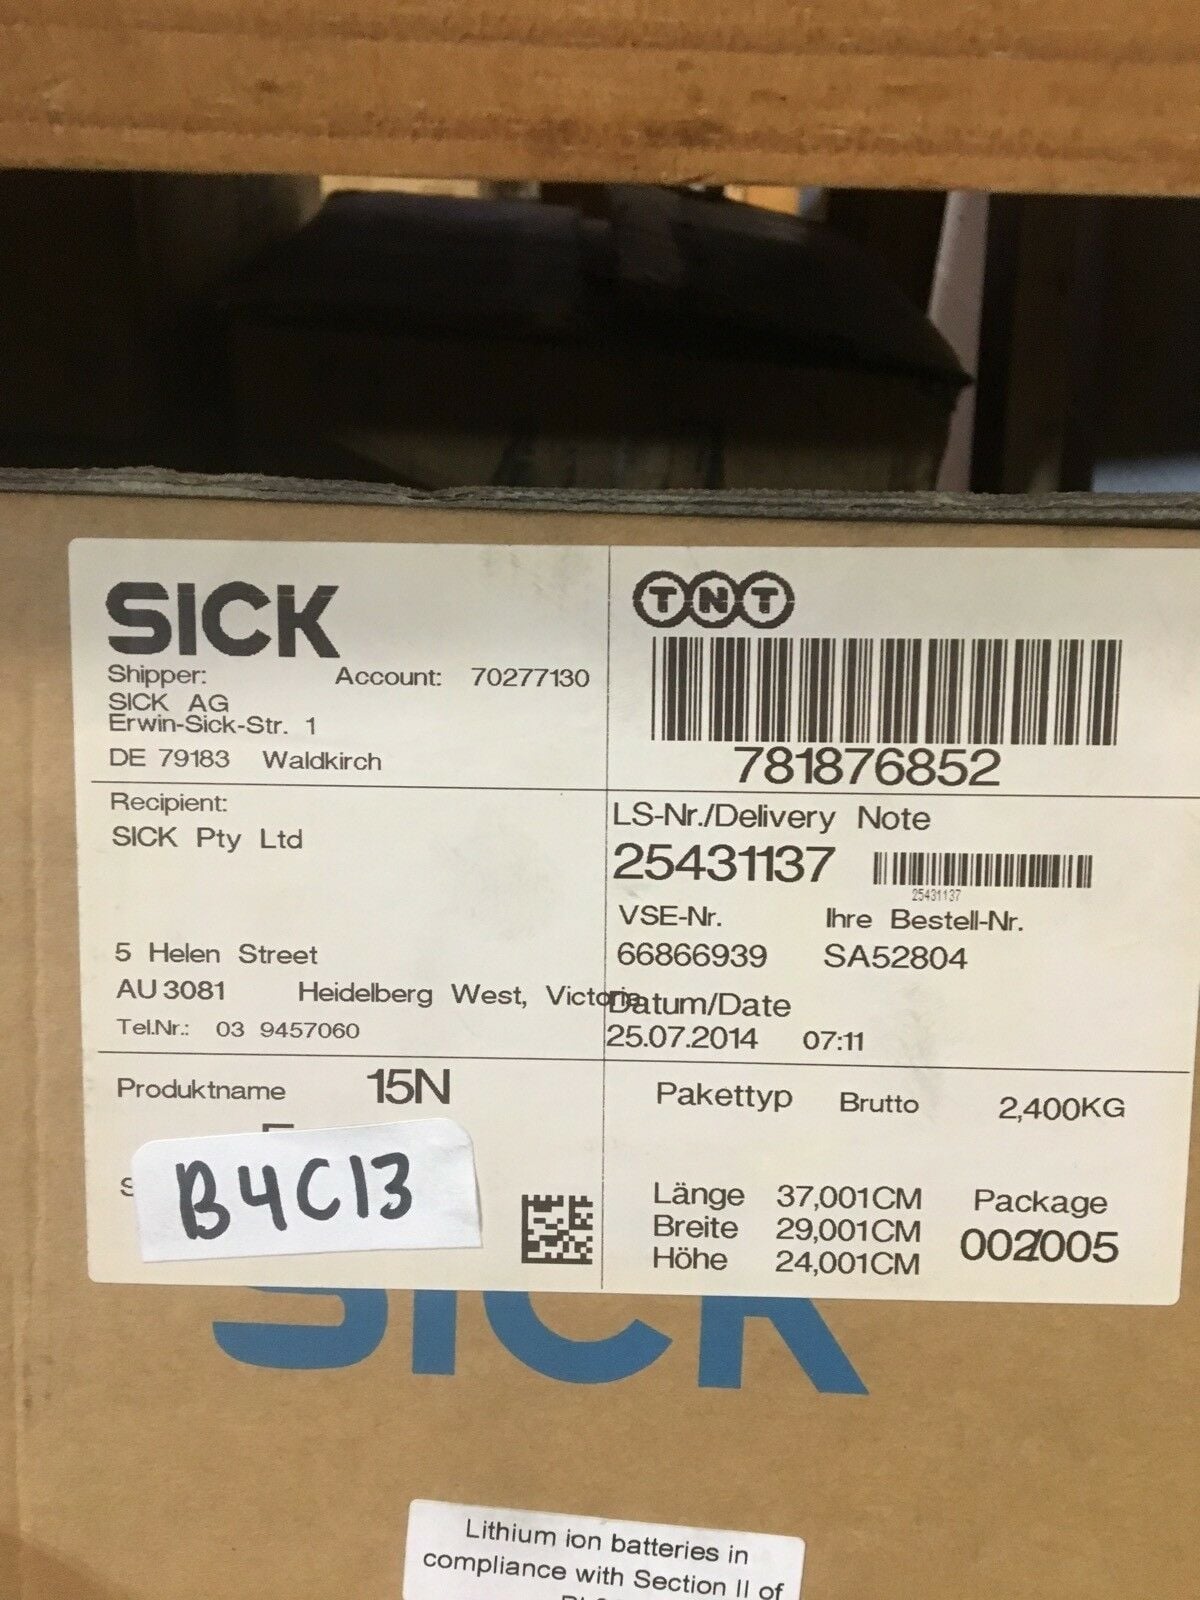 SICK
Shipper: Account: 70277130
SICK AG
Erwin-Sick-Str. 1
DE 79183 Waldkirch
TNT
781876852
Recipient:
SICK Pty Ltd
5 Helen Street
AU 3081 Heidelberg West, Victoria
Tel.Nr.: 03 9457060
LS-Nr./Delivery Note
25431137
25431137
VSE-Nr. Ihre Bestell-Nr.
66866939 SA52804
Datum/Date
25.07.2014 07:11
Produktname 15N
B4C13
Pakettyp Brutto 2,400KG
Länge 37,001CM Package
Breite 29,001CM
Höhe 24,001CM
SICK
Lithium ion batteries in
compliance with Section II of